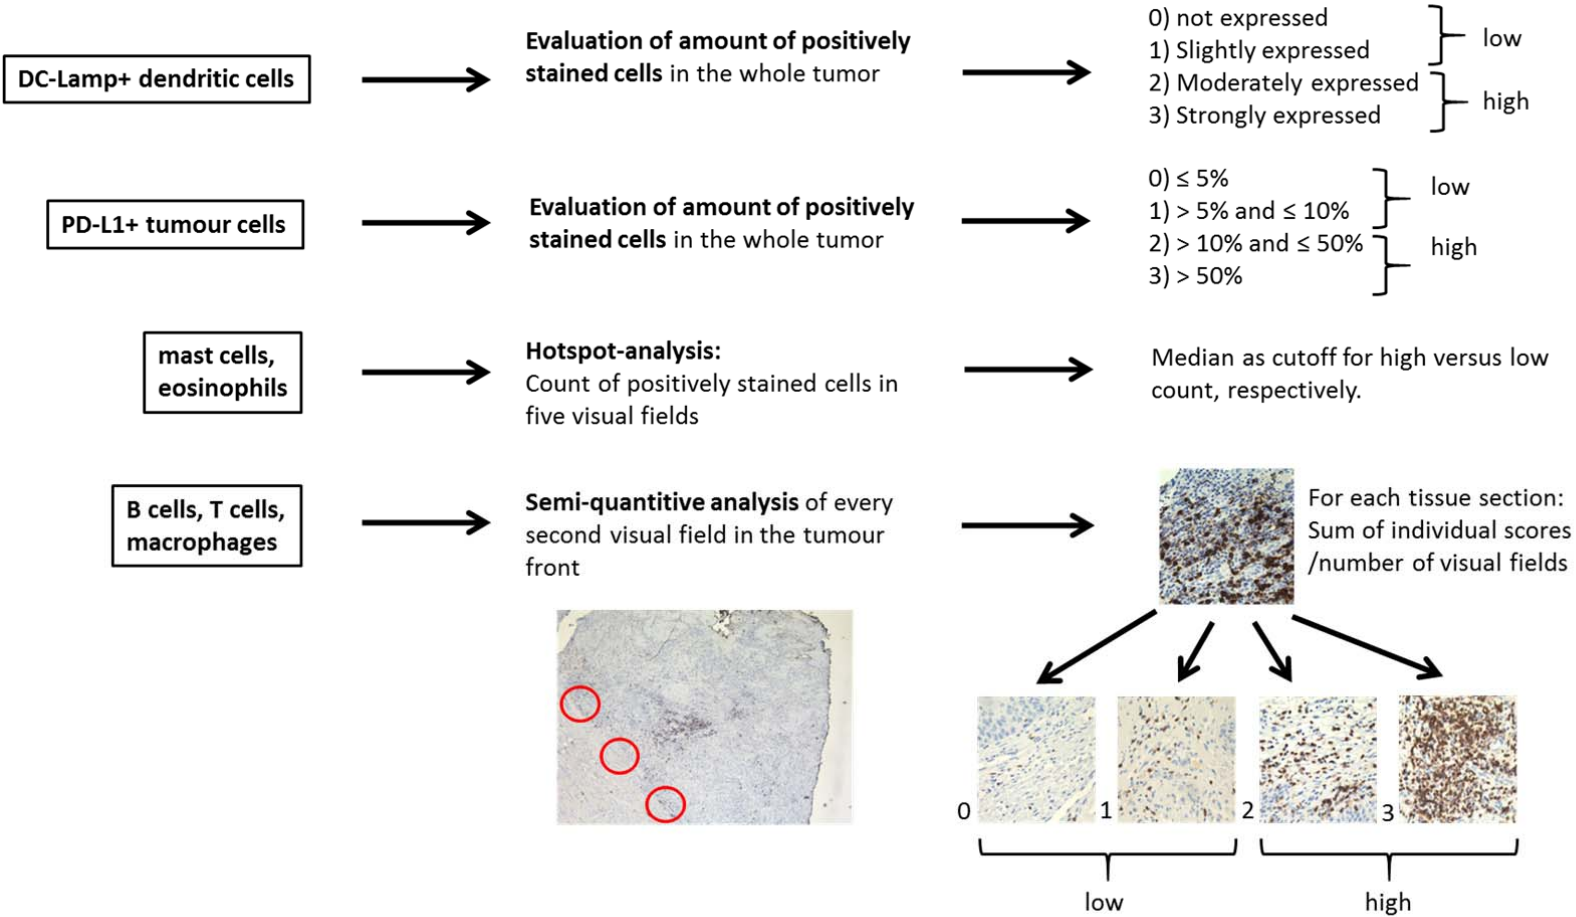 DC-Lamp+ dendritic cells
Evaluation of amount of positively
stained cells in the whole tumor
0) not expressed
1) Slightly expressed
2) Moderately expressed
3) Strongly expressed
low
high
PD-L1+ tumour cells
Evaluation of amount of positively
stained cells in the whole tumor
0) ≤ 5%
1) > 5% and ≤ 10%
2) > 10% and ≤ 50%
3) > 50%
low
high
mast cells,
eosinophils
Hotspot-analysis:
Count of positively stained cells in
five visual fields
Median as cutoff for high versus low
count, respectively.
B cells, T cells,
macrophages
Semi-quantitive analysis of every
second visual field in the tumour
front
For each tissue section:
Sum of individual scores
/number of visual fields
0
1
2
3
low
high